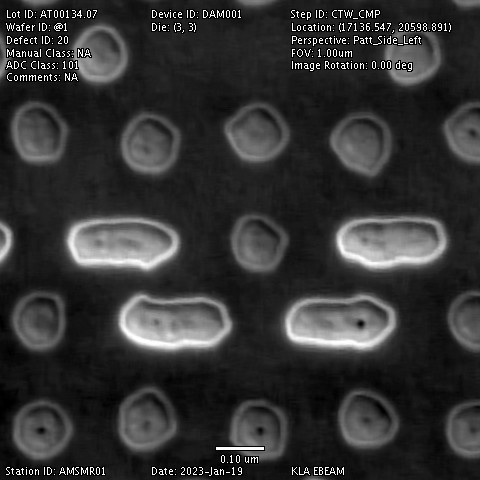 Lot ID: AT00134.07
Wafer ID: @1
Defect ID: 20
Manual Class: NA
ADC Class: 101
Comments: NA
Device ID: DAM001
Die: (3, 3)
Step ID: CTW_CMP
Location: (17136.547, 20598.891)
Perspective: Patt_Side_Left
FOV: 1.00um
Image Rotation: 0.00 deg
0.10 um
Station ID: AMSMR01
Date: 2023-Jan-19
KLA EBEAM